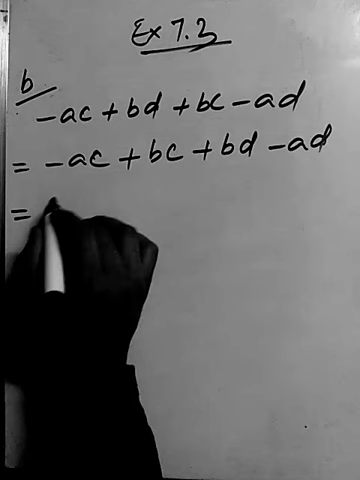 Ex 7.3
b
-ac + bd + bc - ad
= -ac + bc + bd - ad
=